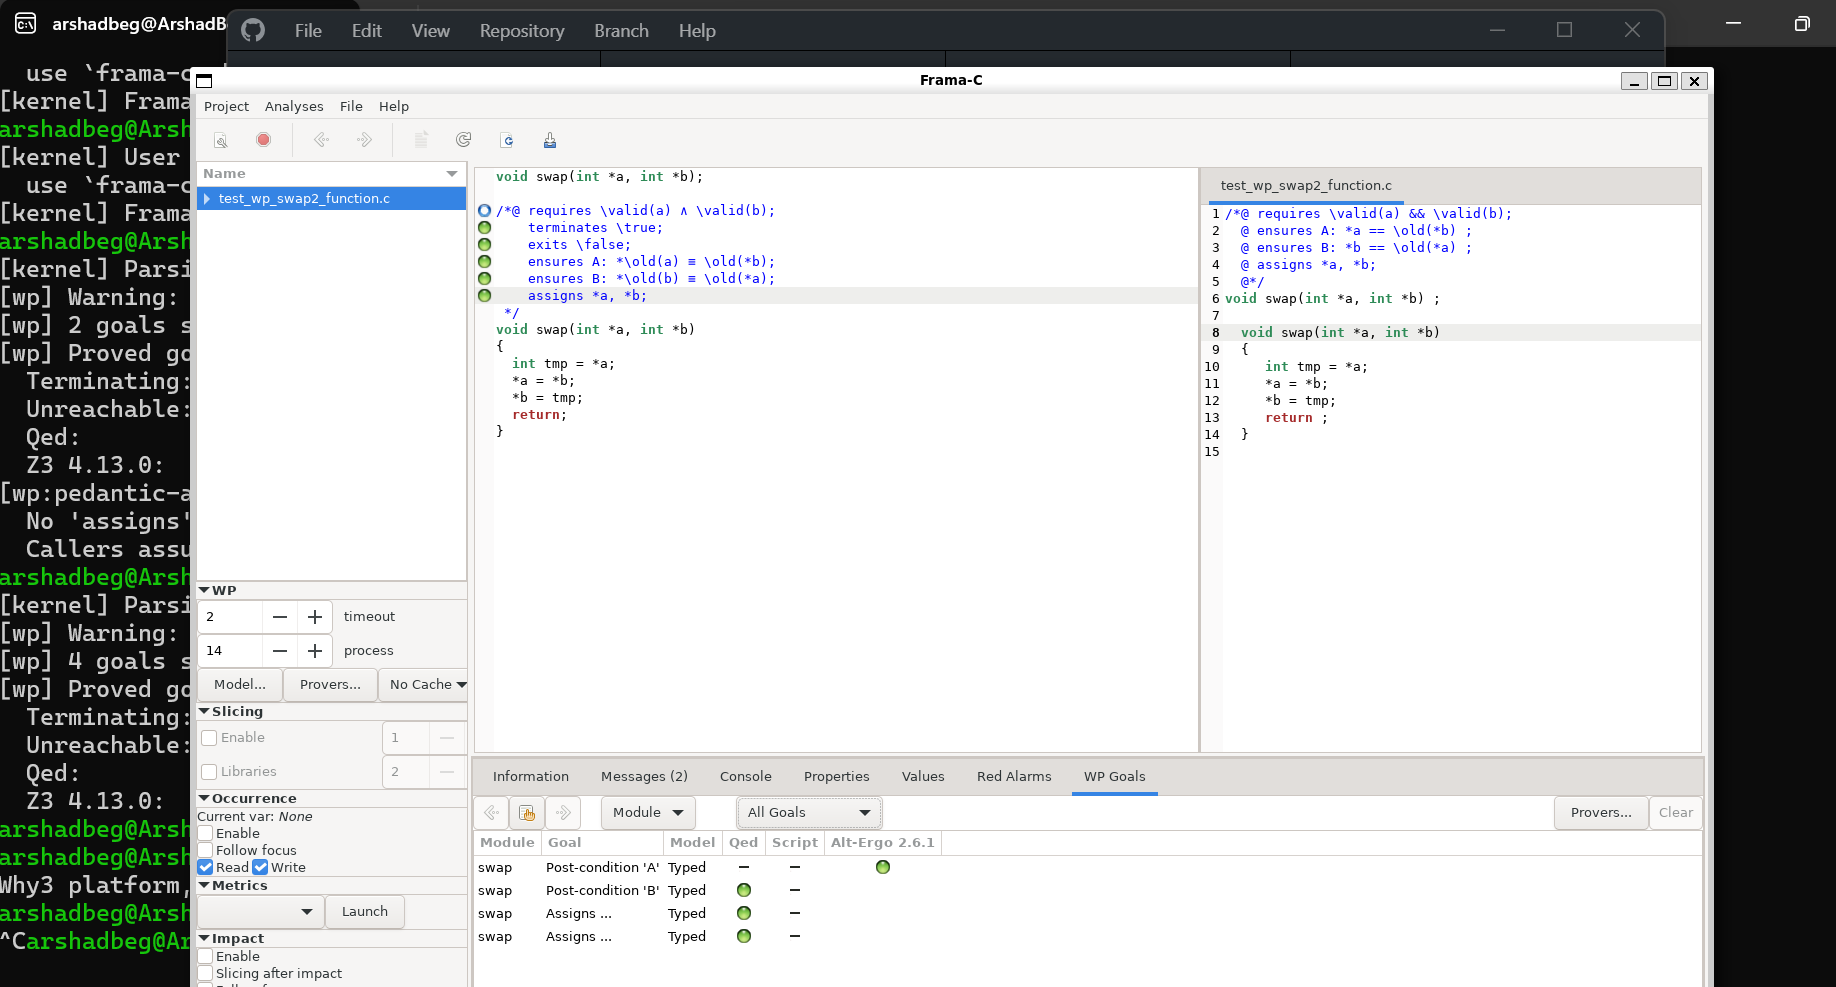 arshadbeg@ArshadB
File Edit View Repository Branch Help
use `frama-c
[kernel] Frama
arshadbeg@Arsh
[kernel] User
use `frama-c
[kernel] Frama
arshadbeg@Arsh
[kernel] Parsi
[wp] Warning:
[wp] 2 goals s
[wp] Proved go
Terminating:
Unreachable:
Qed:
Z3 4.13.0:
[wp:pedantic-a
No 'assigns'
Callers assu
arshadbeg@Arsh
[kernel] Parsi
[wp] Warning:
[wp] 4 goals s
[wp] Proved go
Terminating:
Unreachable:
Qed:
Z3 4.13.0:
arshadbeg@Arsh
arshadbeg@Arsh
Why3 platform,
arshadbeg@Arsh
^Carshadbeg@Ar
Frama-C
Project Analyses File Help
Name
test_wp_swap2_function.c
WP
2 timeout
14 process
Model... Provers... No Cache
Slicing
Enable 1
Libraries 2
Occurrence
Current var: None
Enable
Follow focus
Read Write
Metrics
Launch
Impact
Enable
Slicing after impact
void swap(int *a, int *b);
/*@ requires \valid(a) ∧ \valid(b);
terminates \true;
exits \false;
ensures A: *\old(a) ≡ \old(*b);
ensures B: *\old(b) ≡ \old(*a);
assigns *a, *b;
*/
void swap(int *a, int *b)
{
int tmp = *a;
*a = *b;
*b = tmp;
return;
}
test_wp_swap2_function.c
1 /*@ requires \valid(a) && \valid(b);
2 @ ensures A: *a == \old(*b) ;
3 @ ensures B: *b == \old(*a) ;
4 @ assigns *a, *b;
5 @*/
6 void swap(int *a, int *b) ;
7
8 void swap(int *a, int *b)
9 {
10 int tmp = *a;
11 *a = *b;
12 *b = tmp;
13 return ;
14 }
15
Information Messages (2) Console Properties Values Red Alarms WP Goals
Module All Goals Provers... Clear
Module Goal Model Qed Script Alt-Ergo 2.6.1
swap Post-condition 'A' Typed — —
swap Post-condition 'B' Typed —
swap Assigns ... Typed —
swap Assigns ... Typed —